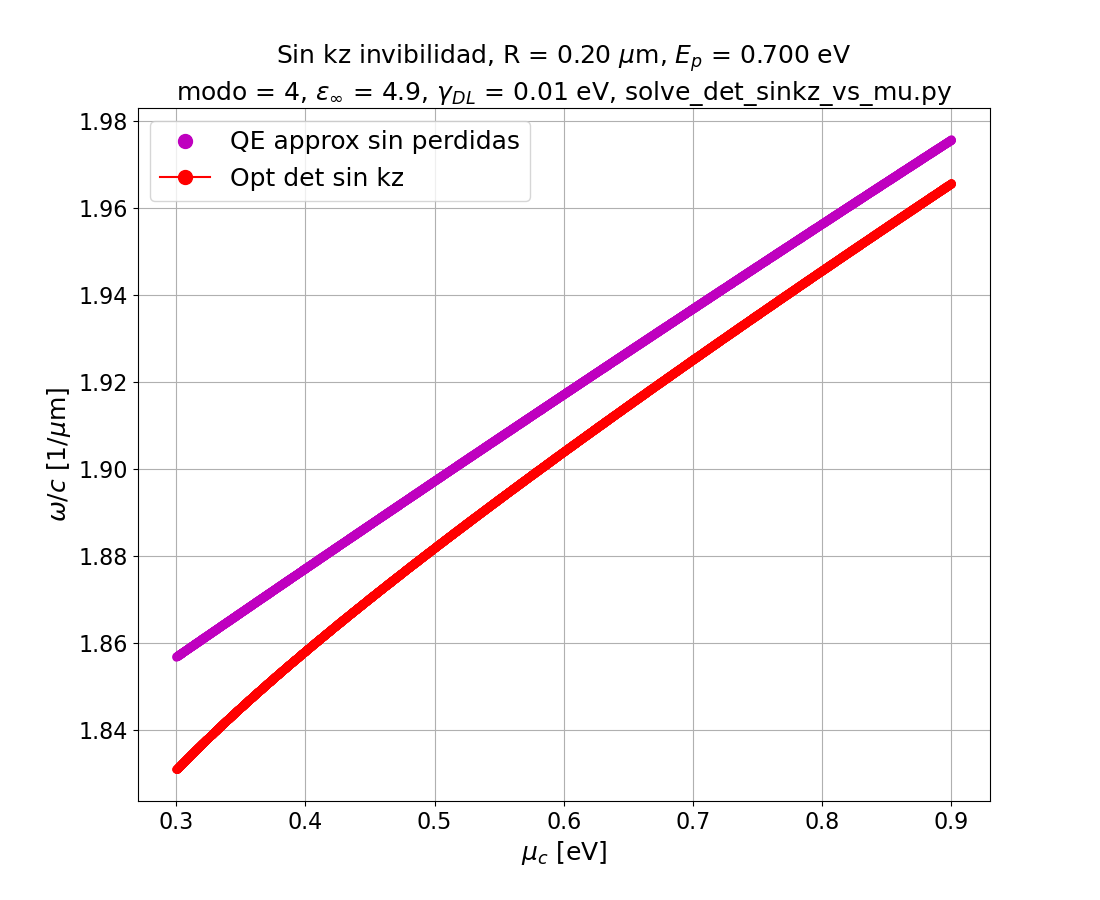 Sin kz invibilidad, R = 0.20 μm, E_p = 0.700 eV
modo = 4, ε_∞ = 4.9, γ_DL = 0.01 eV, solve_det_sinkz_vs_mu.py
QE approx sin perdidas
Opt det sin kz
1.98
1.96
1.94
1.92
1.90
1.88
1.86
1.84
ω/c [1/μm]
0.3 0.4 0.5 0.6 0.7 0.8 0.9
μ_c [eV]